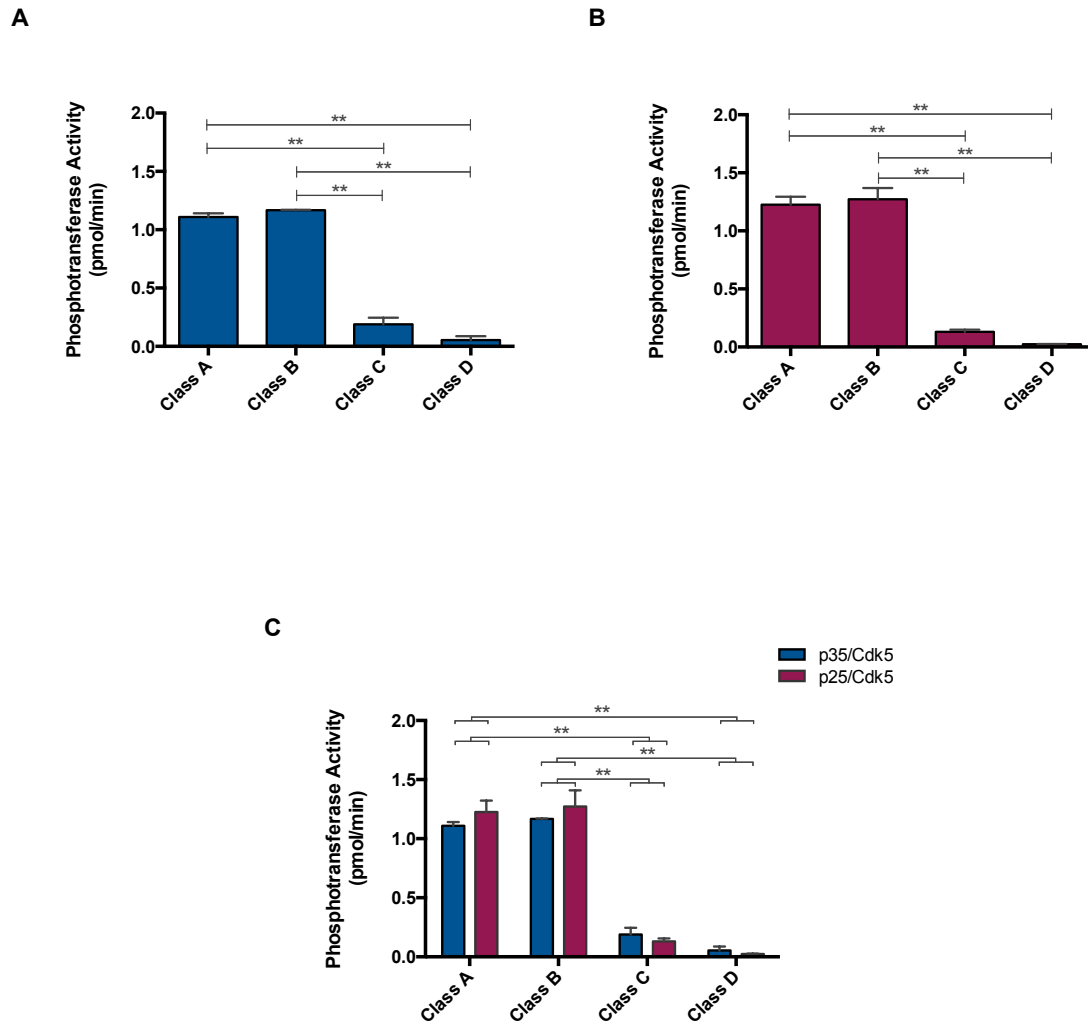 A
Phosphotransferase Activity
(pmol/min)
2.0
1.5
1.0
0.5
0.0
**
**
**
**
Class A
Class B
Class C
Class D
B
Phosphotransferase Activity
(pmol/min)
2.0
1.5
1.0
0.5
0.0
**
**
**
**
Class A
Class B
Class C
Class D
C
p35/Cdk5
p25/Cdk5
Phosphotransferase Activity
(pmol/min)
2.0
1.5
1.0
0.5
0.0
**
**
**
**
Class A
Class B
Class C
Class D